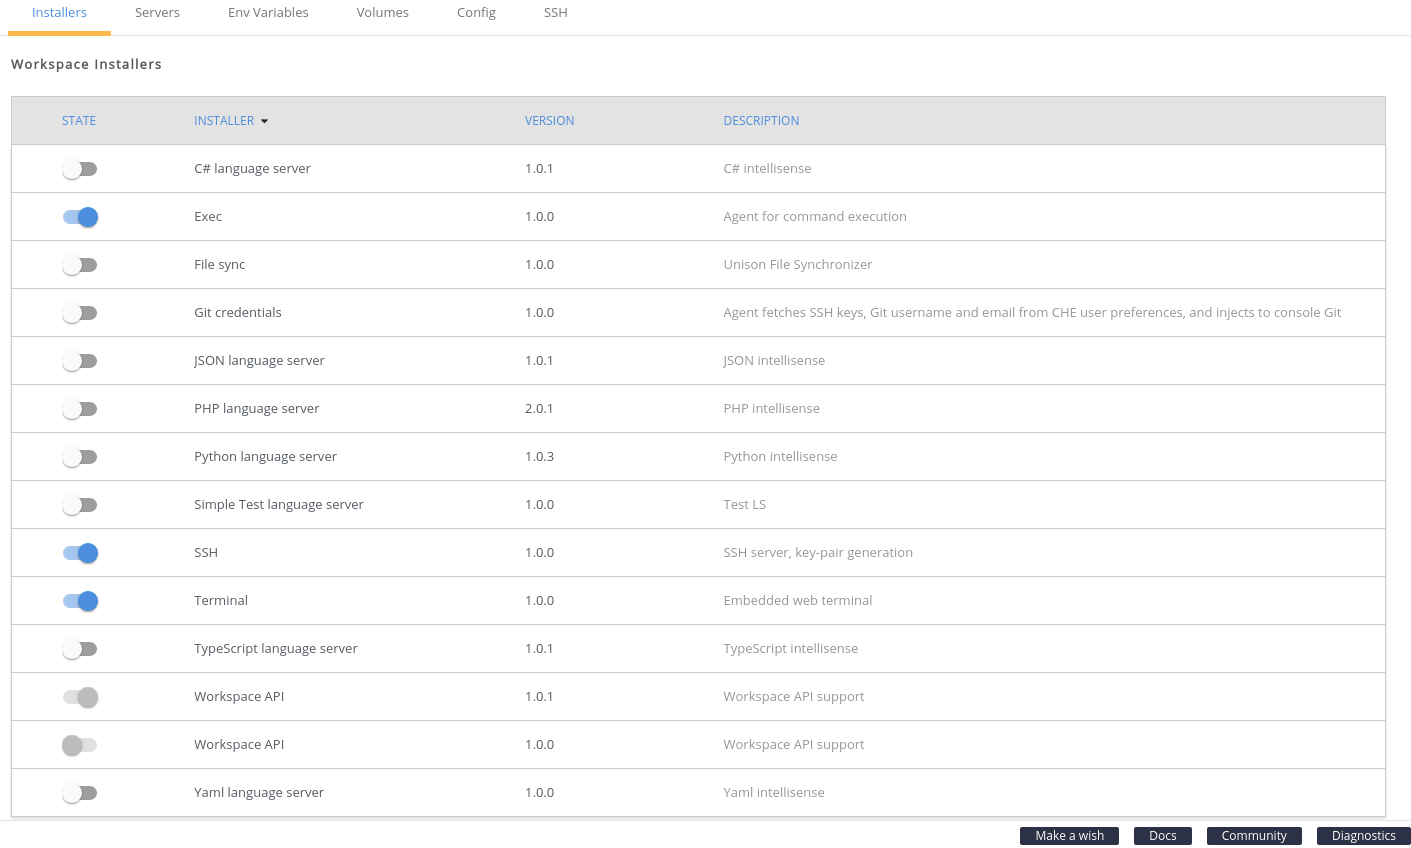 Installers Servers Env Variables Volumes Config SSH
Workspace Installers
STATE INSTALLER VERSION DESCRIPTION
C# language server 1.0.1 C# intellisense
Exec 1.0.0 Agent for command execution
File sync 1.0.0 Unison File Synchronizer
Git credentials 1.0.0 Agent fetches SSH keys, Git username and email from CHE user preferences, and injects to console Git
JSON language server 1.0.1 JSON intellisense
PHP language server 2.0.1 PHP intellisense
Python language server 1.0.3 Python intellisense
Simple Test language server 1.0.0 Test LS
SSH 1.0.0 SSH server, key-pair generation
Terminal 1.0.0 Embedded web terminal
TypeScript language server 1.0.1 TypeScript intellisense
Workspace API 1.0.1 Workspace API support
Workspace API 1.0.0 Workspace API support
Yaml language server 1.0.0 Yaml intellisense
Make a wish Docs Community Diagnostics